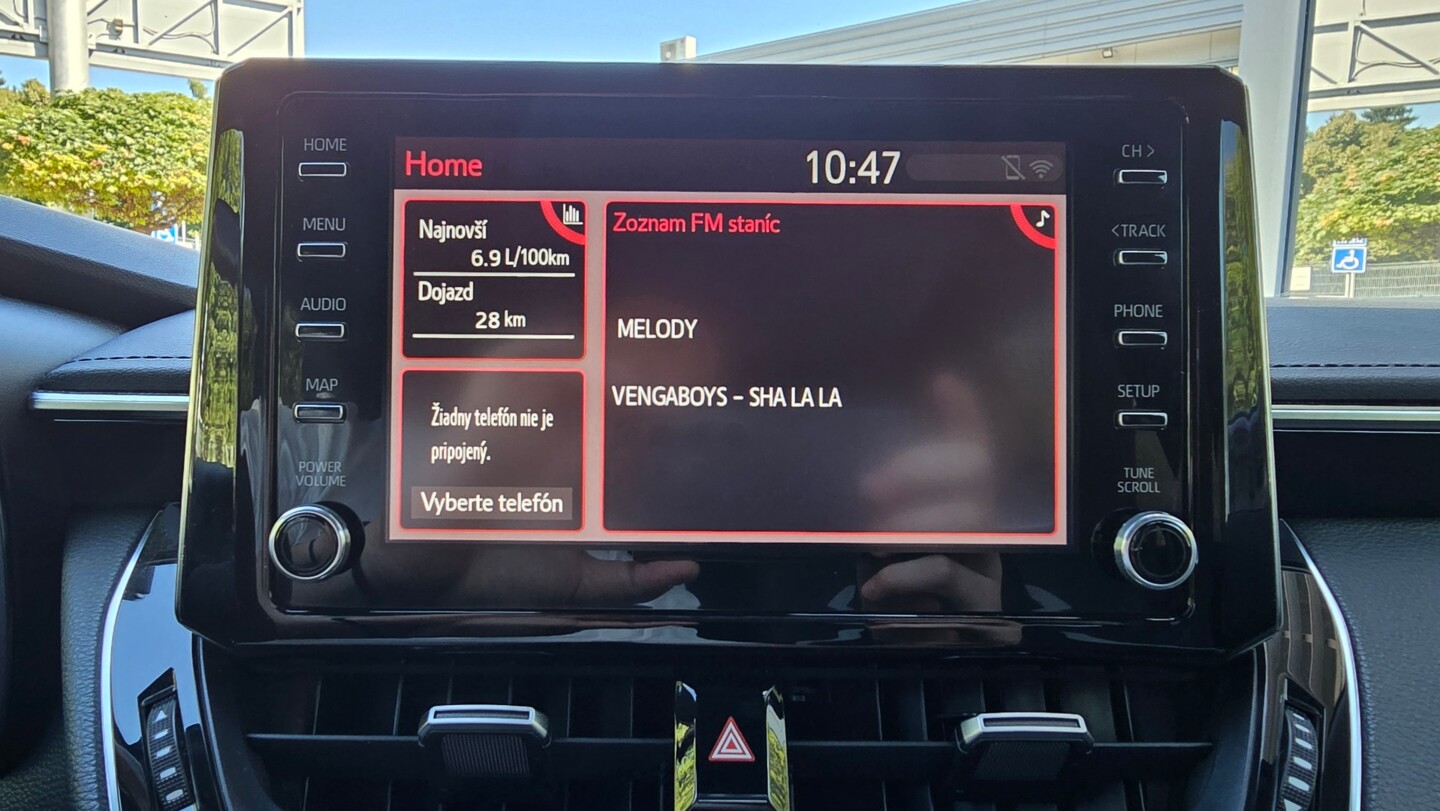 HOME
MENU
AUDIO
MAP
POWER
VOLUME
Home
10:47
Najnovší
6.9 L/100km
Dojazd
28 km
Žiadny telefón nie je
pripojený.
Vyberte telefón
Zoznam FM staníc
MELODY
VENGABOYS – SHA LA LA
CH >
<TRACK
PHONE
SETUP
TUNE
SCROLL